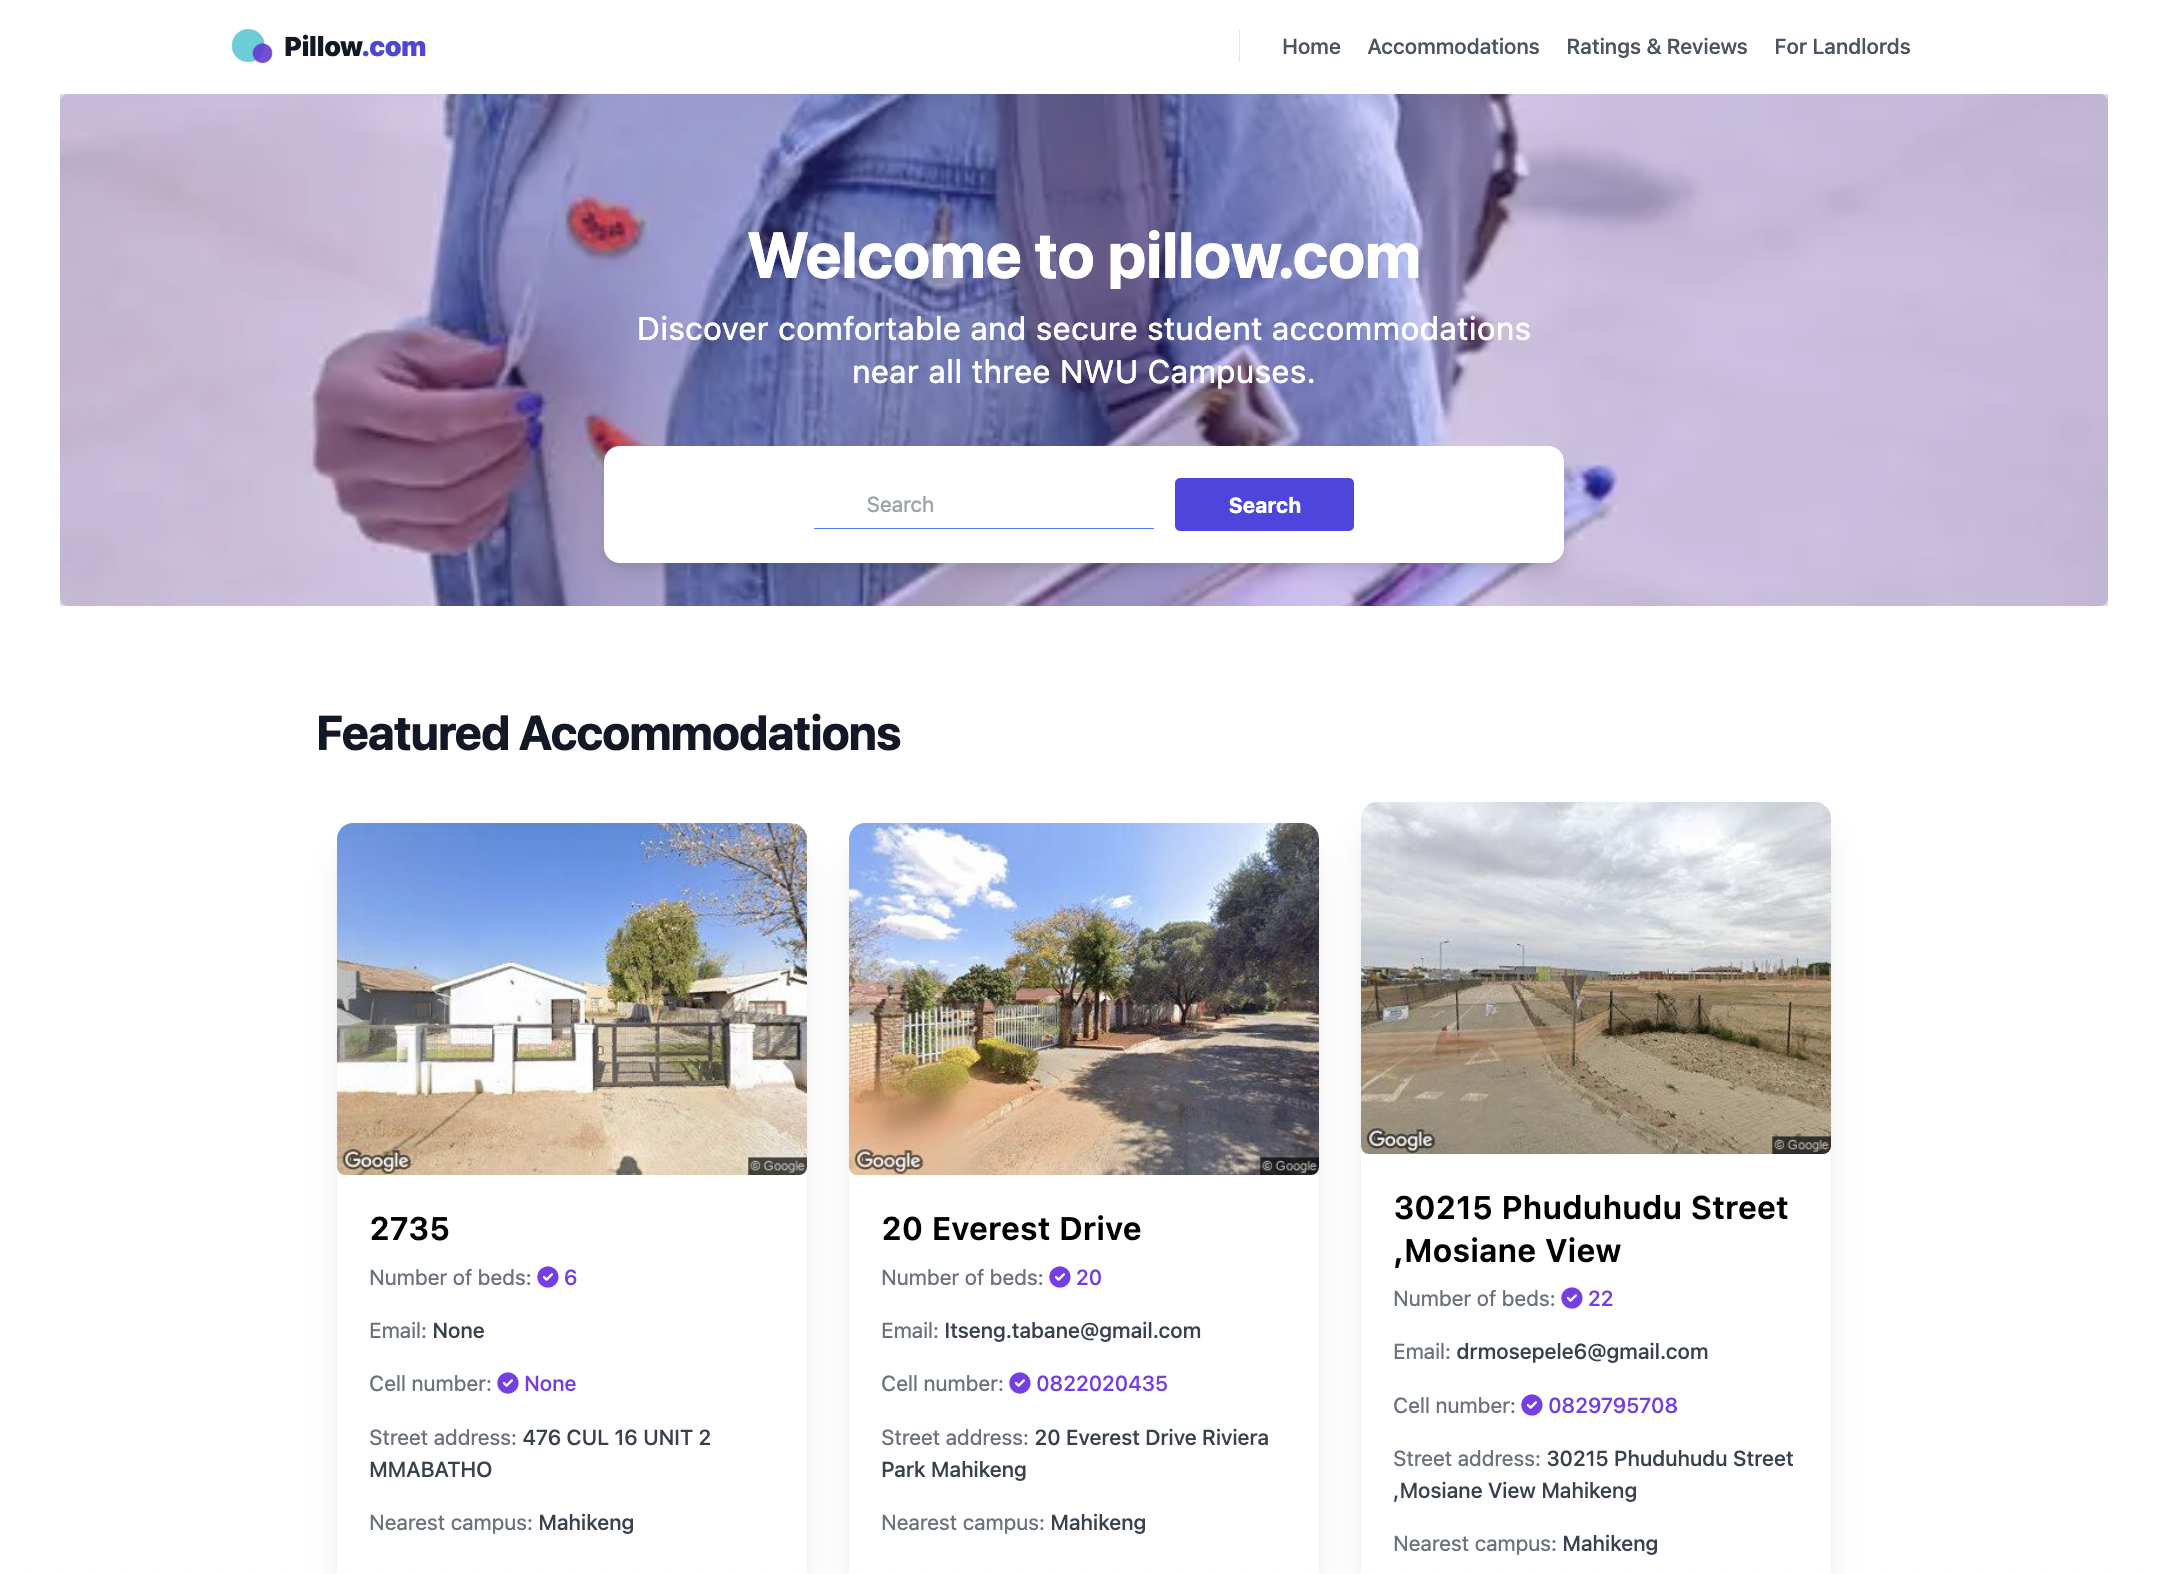 Pillow.com
Home Accommodations Ratings & Reviews For Landlords
Welcome to pillow.com
Discover comfortable and secure student accommodations
near all three NWU Campuses.
Search
Search
Featured Accommodations
Google
© Google
2735
Number of beds: 6
Email: None
Cell number: None
Street address: 476 CUL 16 UNIT 2
MMABATHO
Nearest campus: Mahikeng
Google
© Google
20 Everest Drive
Number of beds: 20
Email: Itseng.tabane@gmail.com
Cell number: 0822020435
Street address: 20 Everest Drive Riviera
Park Mahikeng
Nearest campus: Mahikeng
Google
© Google
30215 Phuduhudu Street
,Mosiane View
Number of beds: 22
Email: drmosepele6@gmail.com
Cell number: 0829795708
Street address: 30215 Phuduhudu Street
,Mosiane View Mahikeng
Nearest campus: Mahikeng